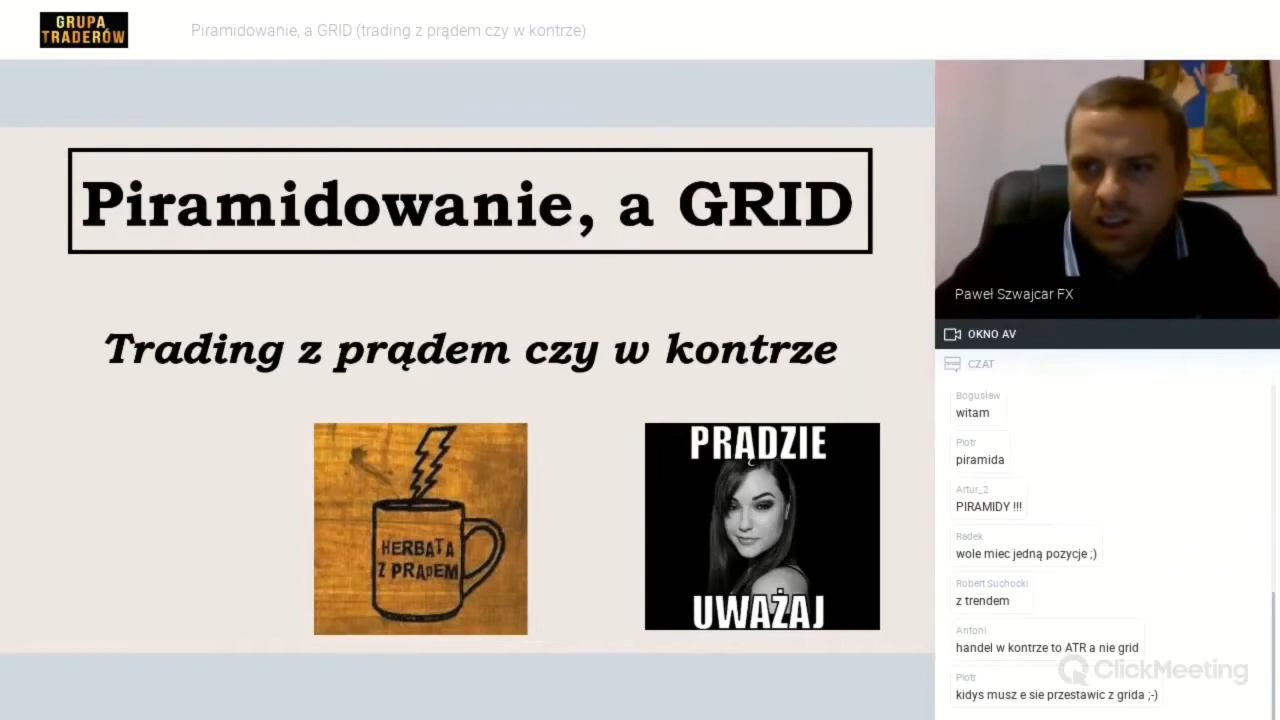 GRUPA
TRADERÓW
Piramidowanie, a GRID (trading z prądem czy w kontrze)
Piramidowanie, a GRID
Trading z prądem czy w kontrze
HERBATA
Z PRĄDEM
PRĄDZIE
UWAŻAJ
Paweł Szwajcar FX
OKNO AV
CZAT
Bogusław
witam
Piotr
piramida
Artur_2
PIRAMIDY !!!
Radek
wole miec jedną pozycje ;)
Robert Suchocki
z trendem
Antoni
handel w kontrze to ATR a nie grid
ClickMeeting
Piotr
kidys musz e sie przestawic z grida ;-)